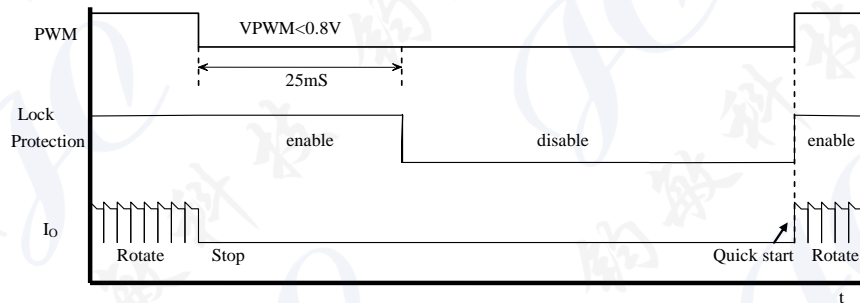 PWM
VPWM<0.8V
25mS
Lock
Protection
enable
disable
enable
Io
Rotate
Stop
Quick start
Rotate
t